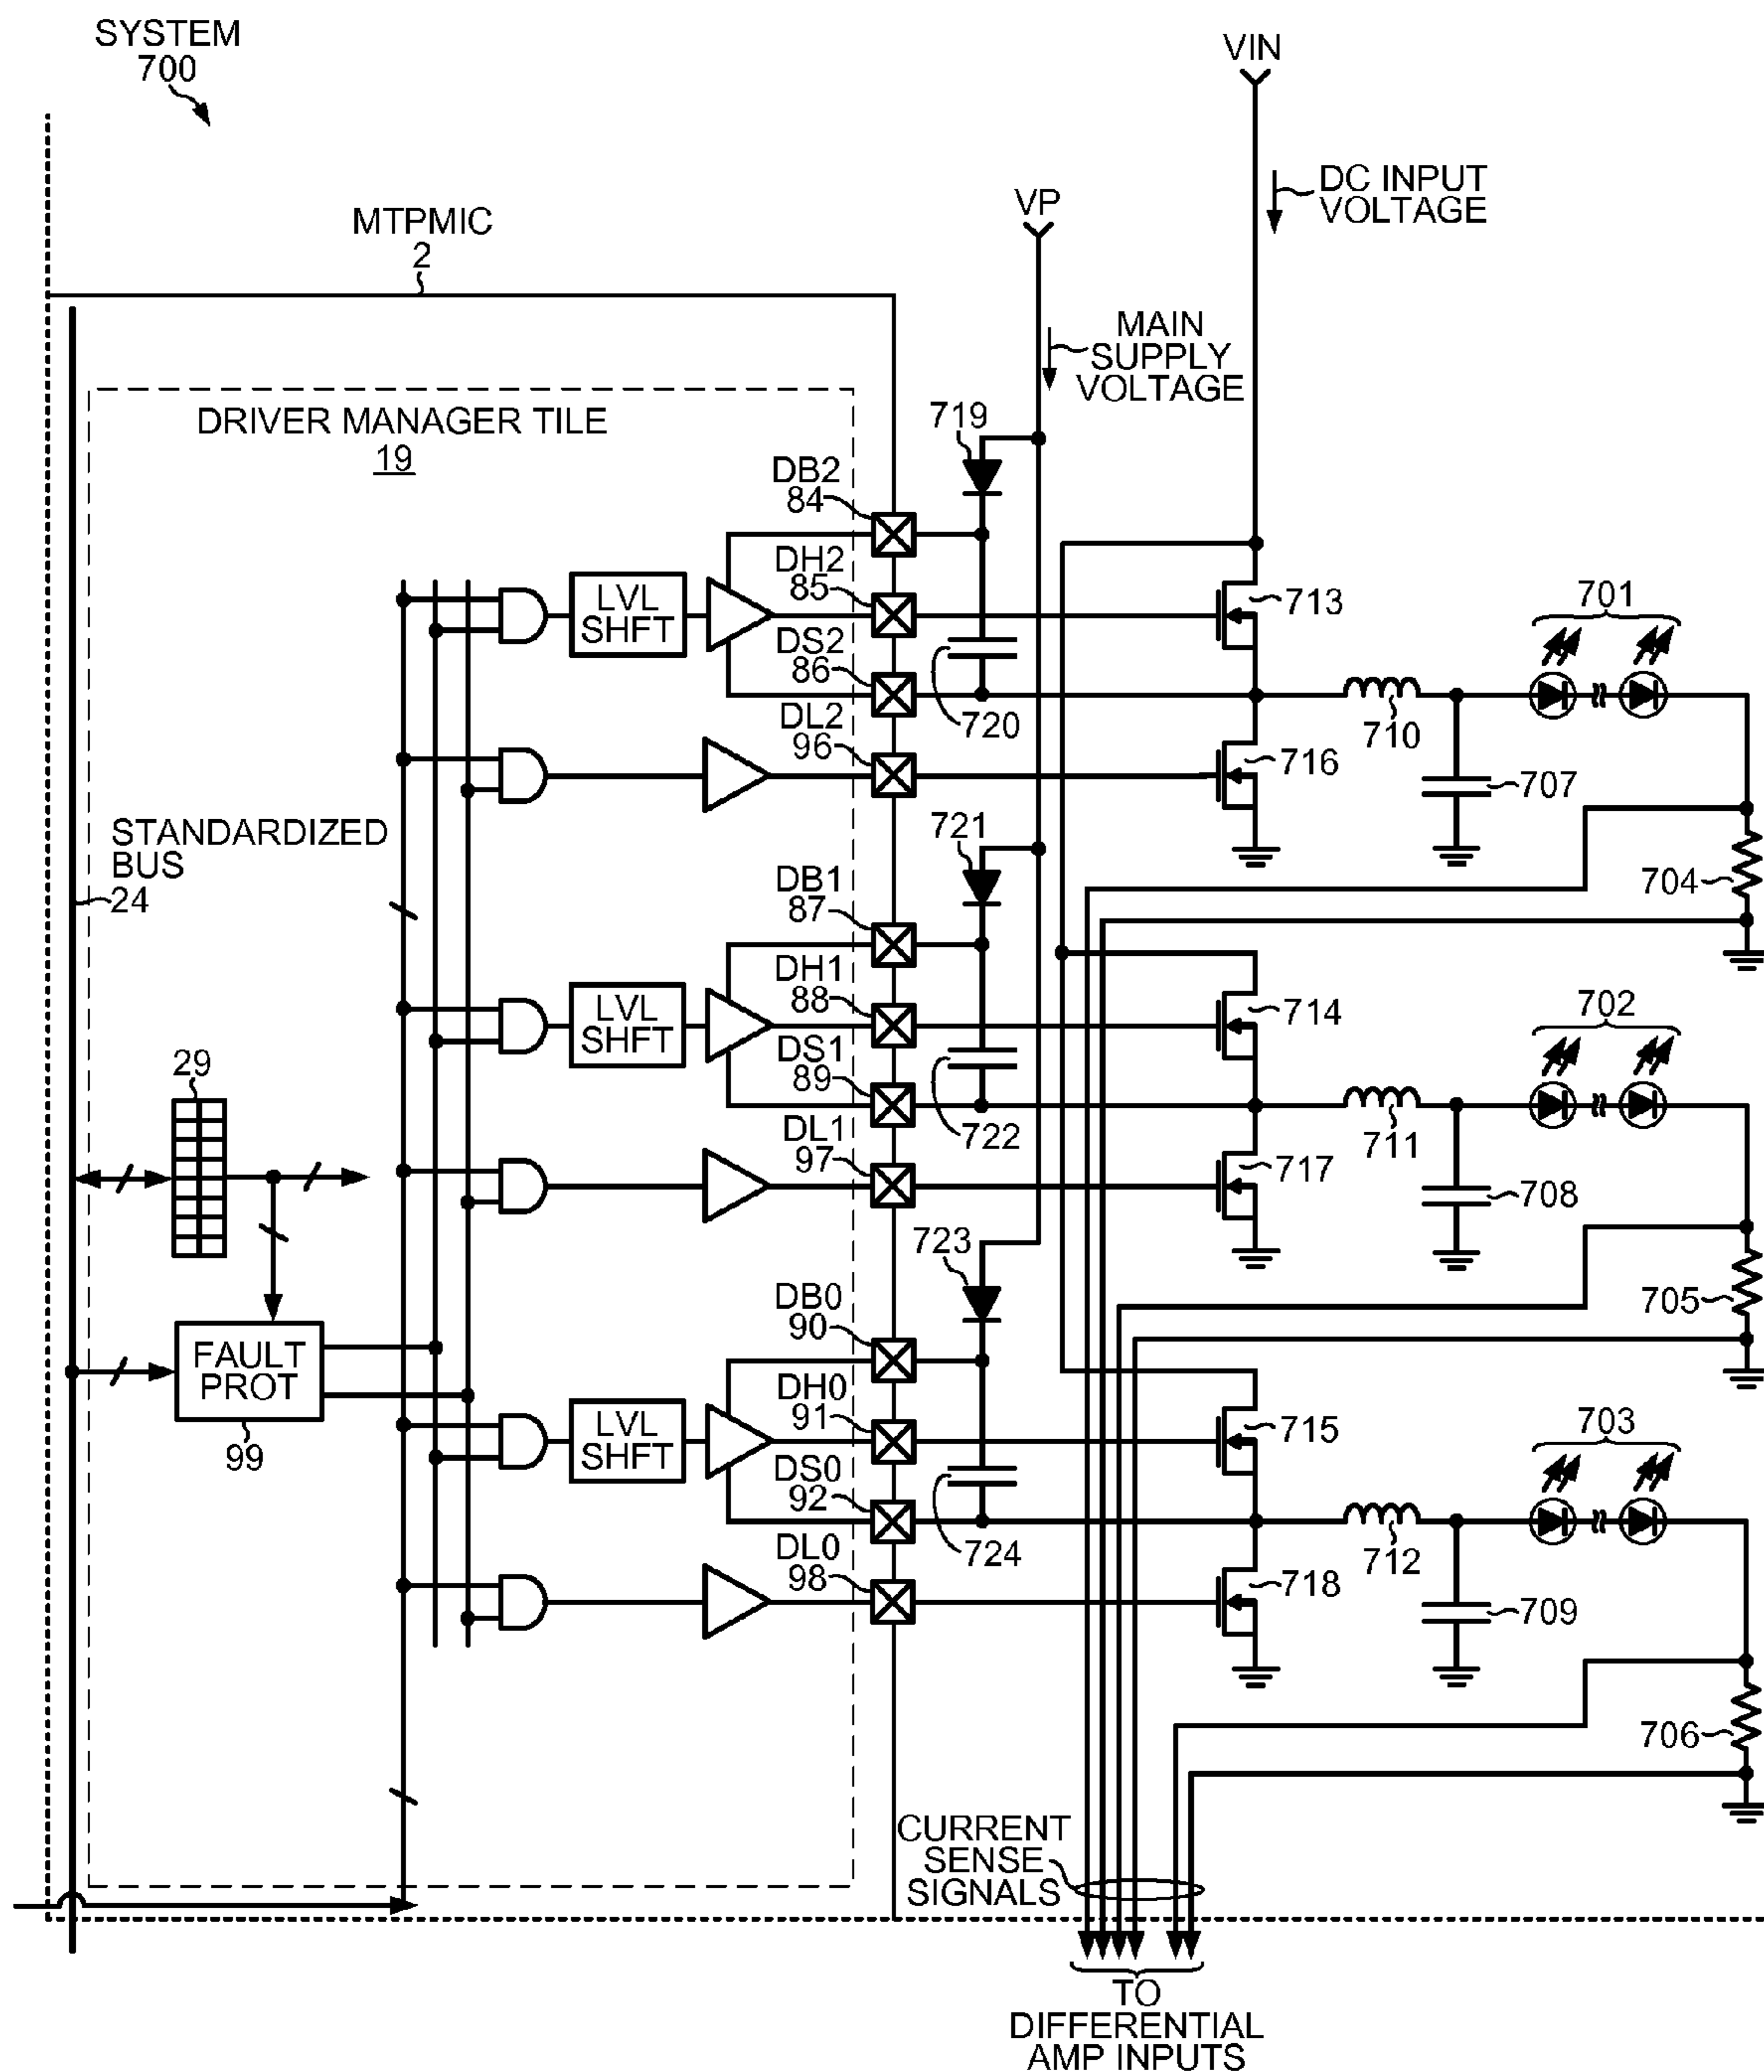 SYSTEM
700
VIN
DC INPUT
VOLTAGE
VP
MTPMIC
2
MAIN
SUPPLY
VOLTAGE
DRIVER MANAGER TILE
19
719
DB2
84
DH2
85
LVL
SHFT
713
701
DS2
86
720
710
DL2
96
716
707
STANDARDIZED
BUS
24
721
704
DB1
87
DH1
88
LVL
SHFT
714
702
29
DS1
89
722
711
DL1
97
717
708
723
705
DB0
90
FAULT
PROT
99
DH0
91
LVL
SHFT
715
703
DS0
92
724
712
DL0
98
718
709
706
CURRENT
SENSE
SIGNALS
TO
DIFFERENTIAL
AMP INPUTS